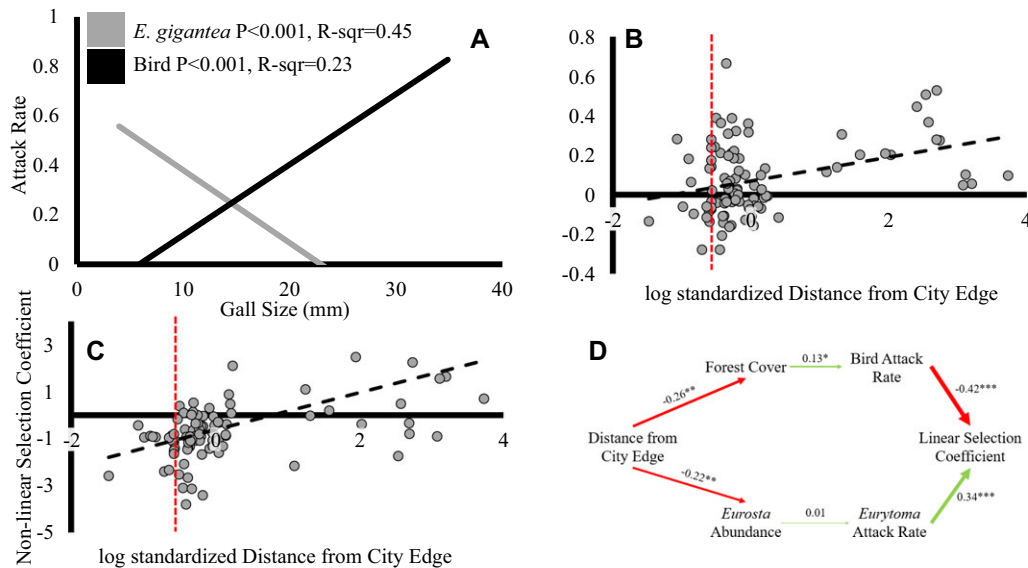 A
E. gigantea P<0.001, R-sqr=0.45
Bird P<0.001, R-sqr=0.23
Attack Rate
1
0.8
0.6
0.4
0.2
0
0 10 20 30 40
Gall Size (mm)
B
0.8
0.6
0.4
0.2
0
-0.2
-0.4
-2 0 2 4
log standardized Distance from City Edge
C
Non-linear Selection Coefficient
3
1
-1
-3
-5
-2 0 2 4
log standardized Distance from City Edge
D
Forest Cover
0.13*
Bird Attack
Rate
-0.26**
-0.42***
Distance from
City Edge
Linear Selection
Coefficient
-0.22**
0.34***
Eurosta
Abundance
0.01
Eurytoma
Attack Rate